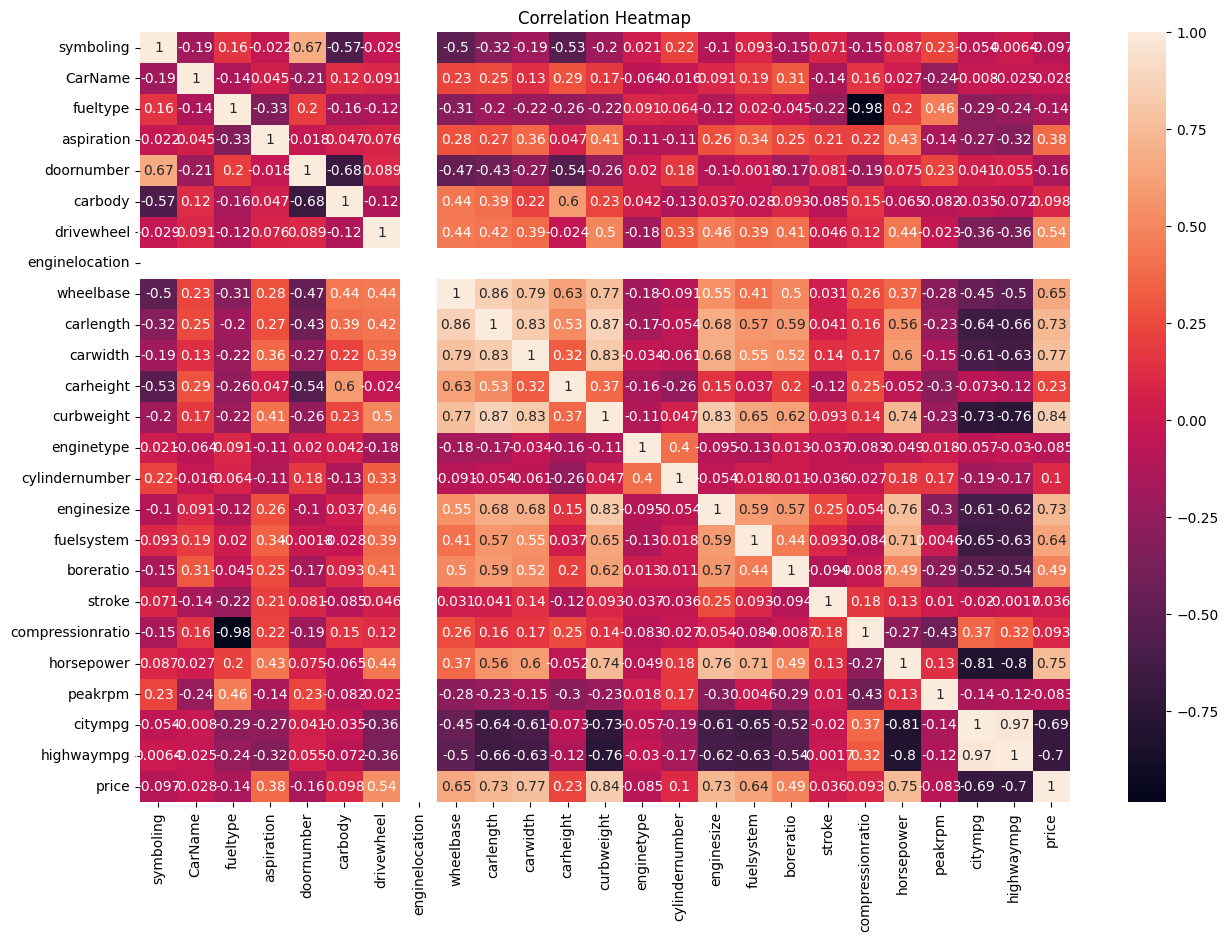 Correlation Heatmap
symboling 1 -0.19 0.16 -0.022 0.67 -0.57 -0.029 -0.5 -0.32 -0.19 -0.53 -0.2 0.021 0.22 -0.1 0.093 -0.15 0.071 -0.15 0.087 0.23 -0.054 0.0064 -0.097
CarName -0.19 1 -0.14 0.045 -0.21 0.12 0.091 0.23 0.25 0.13 0.29 0.17 -0.064 -0.016 0.091 0.19 0.31 -0.14 0.16 0.027 -0.24 -0.008 -0.025 -0.028
fueltype 0.16 -0.14 1 -0.33 0.2 -0.16 -0.12 -0.31 -0.2 -0.22 -0.26 -0.22 0.091 0.064 -0.12 0.02 -0.045 -0.22 -0.98 0.2 0.46 -0.29 -0.24 -0.14
aspiration -0.022 0.045 -0.33 1 -0.018 0.047 0.076 0.28 0.27 0.36 0.047 0.41 -0.11 -0.11 0.26 0.34 0.25 0.21 0.22 0.43 -0.14 -0.27 -0.32 0.38
doornumber 0.67 -0.21 0.2 -0.018 1 -0.68 0.089 -0.47 -0.43 -0.27 -0.54 -0.26 0.02 0.18 -0.1 -0.0018 -0.17 0.081 -0.19 0.075 0.23 0.041 0.055 -0.16
carbody -0.57 0.12 -0.16 0.047 -0.68 1 -0.12 0.44 0.39 0.22 0.6 0.23 0.042 -0.13 0.037 -0.028 0.093 -0.085 0.15 -0.065 -0.082 -0.035 -0.072 0.098
drivewheel -0.029 0.091 -0.12 0.076 0.089 -0.12 1 0.44 0.42 0.39 -0.024 0.5 -0.18 0.33 0.46 0.39 0.41 0.046 0.12 0.44 -0.023 -0.36 -0.36 0.54
enginelocation
wheelbase -0.5 0.23 -0.31 0.28 -0.47 0.44 0.44 1 0.86 0.79 0.63 0.77 -0.18 -0.091 0.55 0.41 0.5 0.031 0.26 0.37 -0.28 -0.45 -0.5 0.65
carlength -0.32 0.25 -0.2 0.27 -0.43 0.39 0.42 0.86 1 0.83 0.53 0.87 -0.17 -0.054 0.68 0.57 0.59 0.041 0.16 0.56 -0.23 -0.64 -0.66 0.73
carwidth -0.19 0.13 -0.22 0.36 -0.27 0.22 0.39 0.79 0.83 1 0.32 0.83 -0.034 -0.061 0.68 0.55 0.52 0.14 0.17 0.6 -0.15 -0.61 -0.63 0.77
carheight -0.53 0.29 -0.26 0.047 -0.54 0.6 -0.024 0.63 0.53 0.32 1 0.37 -0.16 -0.26 0.15 0.037 0.2 -0.12 0.25 -0.052 -0.3 -0.073 -0.12 0.23
curbweight -0.2 0.17 -0.22 0.41 -0.26 0.23 0.5 0.77 0.87 0.83 0.37 1 -0.11 0.047 0.83 0.65 0.62 0.093 0.14 0.74 -0.23 -0.73 -0.76 0.84
enginetype 0.021 -0.064 0.091 -0.11 0.02 0.042 -0.18 -0.18 -0.17 -0.034 -0.16 -0.11 1 0.4 -0.095 -0.13 0.013 -0.037 -0.083 -0.049 0.018 -0.057 -0.03 -0.085
cylindernumber 0.22 -0.016 0.064 -0.11 0.18 -0.13 0.33 -0.091 -0.054 -0.061 -0.26 0.047 0.4 1 -0.054 0.018 0.011 -0.036 -0.027 0.18 0.17 -0.19 -0.17 0.1
enginesize -0.1 0.091 -0.12 0.26 -0.1 0.037 0.46 0.55 0.68 0.68 0.15 0.83 -0.095 -0.054 1 0.59 0.57 0.25 0.054 0.76 -0.3 -0.61 -0.62 0.73
fuelsystem 0.093 0.19 0.02 0.34 -0.0018 -0.028 0.39 0.41 0.57 0.55 0.037 0.65 -0.13 0.018 0.59 1 0.44 0.093 -0.084 0.71 0.0046 -0.65 -0.63 0.64
boreratio -0.15 0.31 -0.045 0.25 -0.17 0.093 0.41 0.5 0.59 0.52 0.2 0.62 0.013 0.011 0.57 0.44 1 -0.094 -0.0087 0.49 -0.29 -0.52 -0.54 0.49
stroke 0.071 -0.14 -0.22 0.21 0.081 -0.085 0.046 0.031 0.041 0.14 -0.12 0.093 -0.037 -0.036 0.25 0.093 -0.094 1 0.18 0.13 0.01 -0.02 -0.0017 0.036
compressionratio -0.15 0.16 -0.98 0.22 -0.19 0.15 0.12 0.26 0.16 0.17 0.25 0.14 -0.083 -0.027 0.054 -0.084 -0.0087 0.18 1 -0.27 -0.43 0.37 0.32 0.093
horsepower 0.087 0.027 0.2 0.43 0.075 -0.065 0.44 0.37 0.56 0.6 -0.052 0.74 -0.049 0.18 0.76 0.71 0.49 0.13 -0.27 1 0.13 -0.81 -0.8 0.75
peakrpm 0.23 -0.24 0.46 -0.14 0.23 -0.082 -0.023 -0.28 -0.23 -0.15 -0.3 -0.23 0.018 0.17 -0.3 0.0046 -0.29 0.01 -0.43 0.13 1 -0.14 -0.12 -0.083
citympg -0.054 -0.008 -0.29 -0.27 0.041 -0.035 -0.36 -0.45 -0.64 -0.61 -0.073 -0.73 -0.057 -0.19 -0.61 -0.65 -0.52 -0.02 0.37 -0.81 -0.14 1 0.97 -0.69
highwaympg 0.0064 -0.025 -0.24 -0.32 0.055 -0.072 -0.36 -0.5 -0.66 -0.63 -0.12 -0.76 -0.03 -0.17 -0.62 -0.63 -0.54 -0.0017 0.32 -0.8 -0.12 0.97 1 -0.7
price -0.097 -0.028 -0.14 0.38 -0.16 0.098 0.54 0.65 0.73 0.77 0.23 0.84 -0.085 0.1 0.73 0.64 0.49 0.036 0.093 0.75 -0.083 -0.69 -0.7 1
symboling
CarName
fueltype
aspiration
doornumber
carbody
drivewheel
enginelocation
wheelbase
carlength
carwidth
carheight
curbweight
enginetype
cylindernumber
enginesize
fuelsystem
boreratio
stroke
compressionratio
horsepower
peakrpm
citympg
highwaympg
price
1.00
0.75
0.50
0.25
0.00
−0.25
−0.50
−0.75